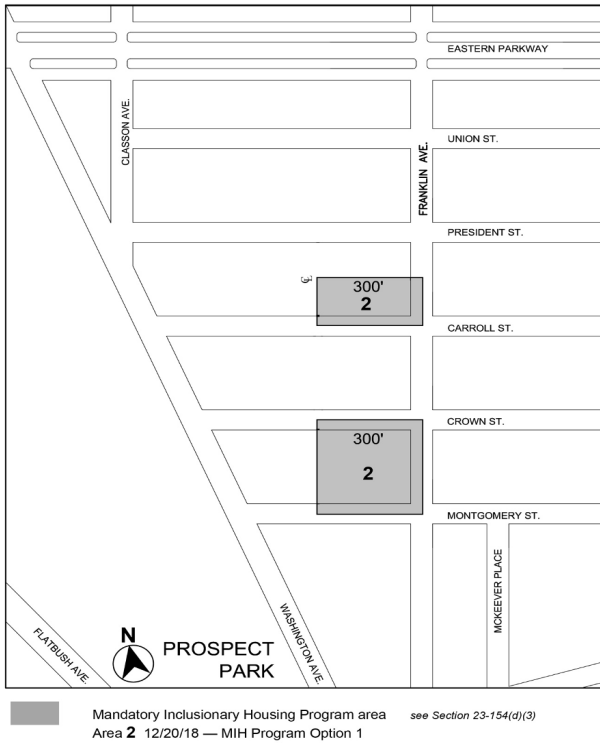 EASTERN PARKWAY
CLASSON AVE.
UNION ST.
FRANKLIN AVE.
PRESIDENT ST.
℄
300'
2
CARROLL ST.
CROWN ST.
300'
2
MONTGOMERY ST.
MCKEEVER PLACE
WASHINGTON AVE.
FLATBUSH AVE.
N
PROSPECT
PARK
Mandatory Inclusionary Housing Program area see Section 23-154(d)(3)
Area 2 12/20/18 — MIH Program Option 1